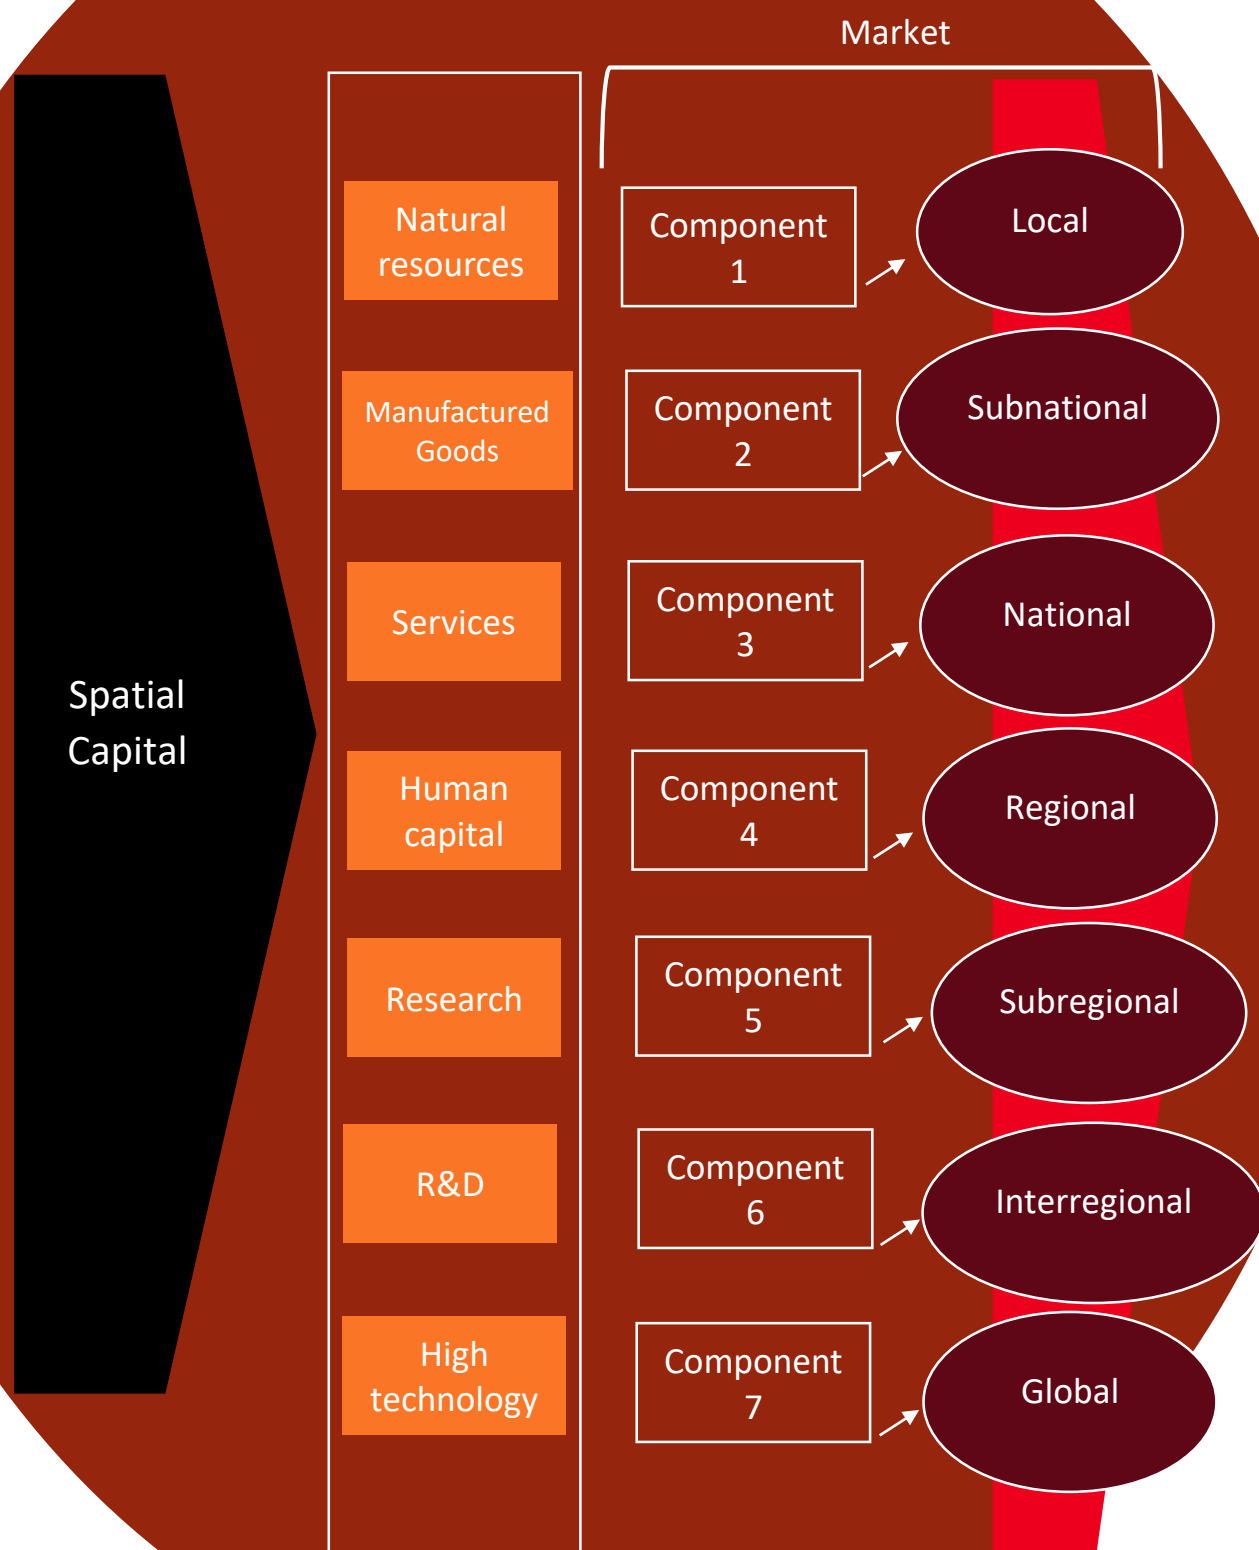 Market
Natural
resources
Component
1
Local
Manufactured
Goods
Component
2
Subnational
Services
Component
3
National
Spatial
Capital
Human
capital
Component
4
Regional
Research
Component
5
Subregional
R&D
Component
6
Interregional
High
technology
Component
7
Global